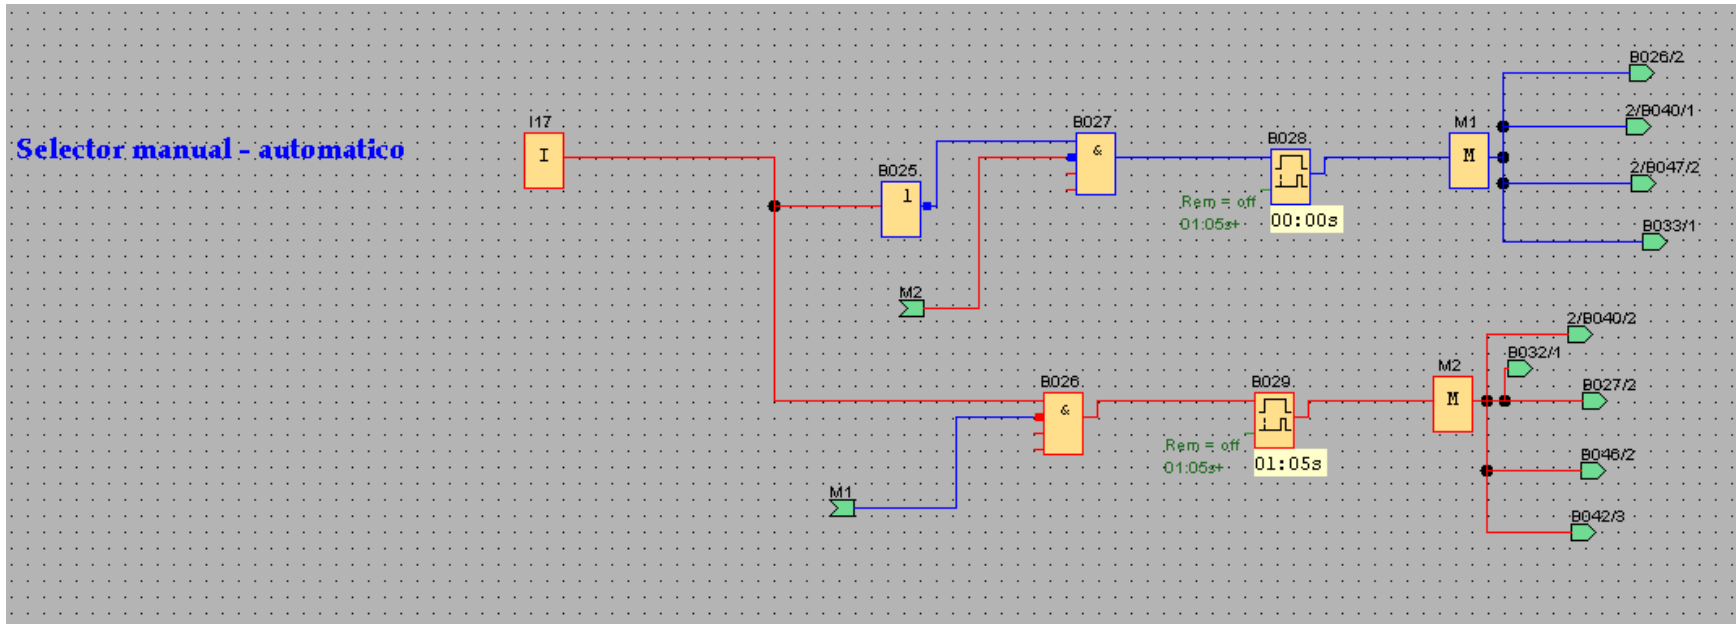 Selector manual - automatico
I17
I
B025
1
M2
B027
&
B028
Rem = off
01:05s+
00:00s
M1
M
B026/2
2/B040/1
2/B047/2
B033/1
M1
B026
&
B029
Rem = off
01:05s+
01:05s
M2
M
2/B040/2
B032/1
B027/2
B046/2
B042/3